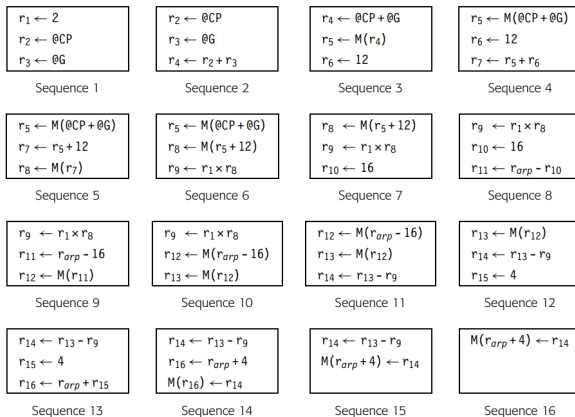 r₁ ← 2
r₂ ← @CP
r₃ ← @G
Sequence 1
r₂ ← @CP
r₃ ← @G
r₄ ← r₂ + r₃
Sequence 2
r₄ ← @CP + @G
r₅ ← M(r₄)
r₆ ← 12
Sequence 3
r₅ ← M(@CP + @G)
r₆ ← 12
r₇ ← r₅ + r₆
Sequence 4
r₅ ← M(@CP + @G)
r₇ ← r₅ + 12
r₈ ← M(r₇)
Sequence 5
r₅ ← M(@CP + @G)
r₈ ← M(r₅ + 12)
r₉ ← r₁ × r₈
Sequence 6
r₈ ← M(r₅ + 12)
r₉ ← r₁ × r₈
r₁₀ ← 16
Sequence 7
r₉ ← r₁ × r₈
r₁₀ ← 16
r₁₁ ← rₐᵣₚ - r₁₀
Sequence 8
r₉ ← r₁ × r₈
r₁₁ ← rₐᵣₚ - 16
r₁₂ ← M(r₁₁)
Sequence 9
r₉ ← r₁ × r₈
r₁₂ ← M(rₐᵣₚ - 16)
r₁₃ ← M(r₁₂)
Sequence 10
r₁₂ ← M(rₐᵣₚ - 16)
r₁₃ ← M(r₁₂)
r₁₄ ← r₁₃ - r₉
Sequence 11
r₁₃ ← M(r₁₂)
r₁₄ ← r₁₃ - r₉
r₁₅ ← 4
Sequence 12
r₁₄ ← r₁₃ - r₉
r₁₅ ← 4
r₁₆ ← rₐᵣₚ + r₁₅
Sequence 13
r₁₄ ← r₁₃ - r₉
r₁₆ ← rₐᵣₚ + 4
M(r₁₆) ← r₁₄
Sequence 14
r₁₄ ← r₁₃ - r₉
M(rₐᵣₚ + 4) ← r₁₄
Sequence 15
M(rₐᵣₚ + 4) ← r₁₄
Sequence 16